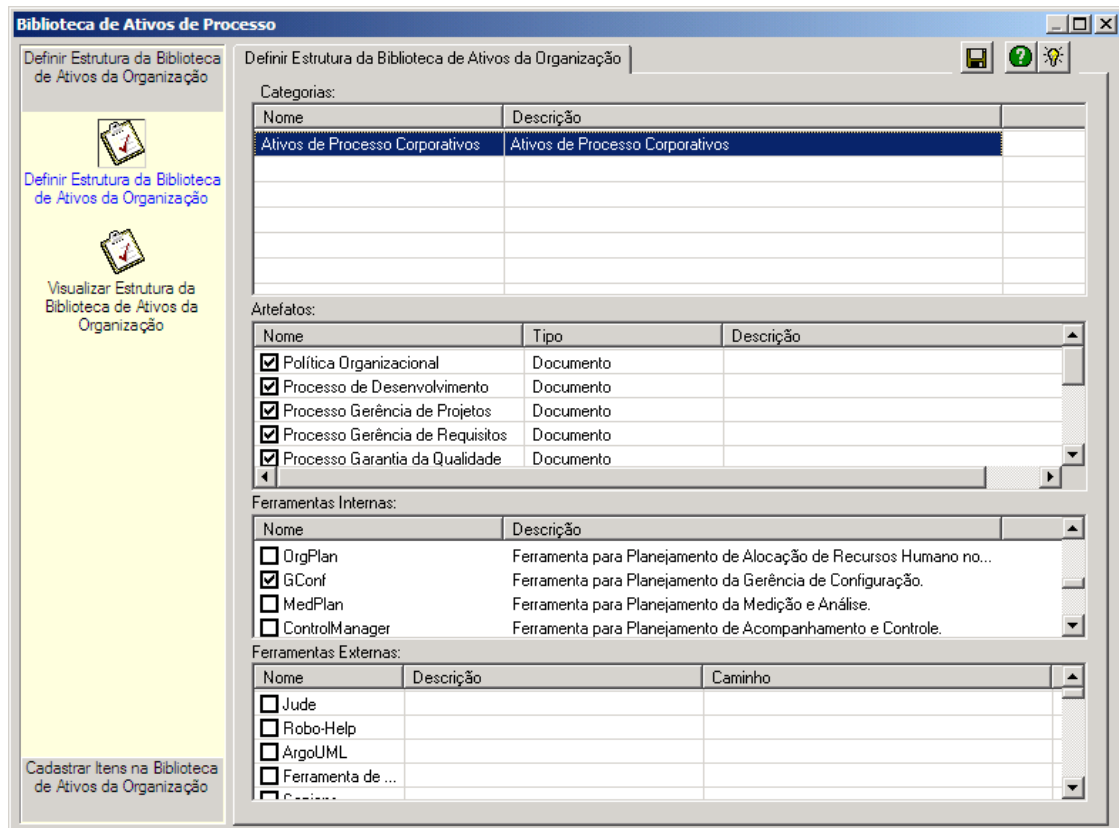 Biblioteca de Ativos de Processo
Definir Estrutura da Biblioteca
de Ativos da Organização
Definir Estrutura da Biblioteca
de Ativos da Organização
Visualizar Estrutura da
Biblioteca de Ativos da
Organização
Cadastrar Itens na Biblioteca
de Ativos da Organização
Definir Estrutura da Biblioteca de Ativos da Organização
Categorias:
Nome Descrição
Ativos de Processo Corporativos Ativos de Processo Corporativos
Artefatos:
Nome Tipo Descrição
Política Organizacional Documento
Processo de Desenvolvimento Documento
Processo Gerência de Projetos Documento
Processo Gerência de Requisitos Documento
Processo Garantia da Qualidade Documento
Ferramentas Internas:
Nome Descrição
OrgPlan Ferramenta para Planejamento de Alocação de Recursos Humano no...
GConf Ferramenta para Planejamento da Gerência de Configuração.
MedPlan Ferramenta para Planejamento da Medição e Análise.
ControlManager Ferramenta para Planejamento de Acompanhamento e Controle.
Ferramentas Externas:
Nome Descrição Caminho
Jude
Robo-Help
ArgoUML
Ferramenta de ...